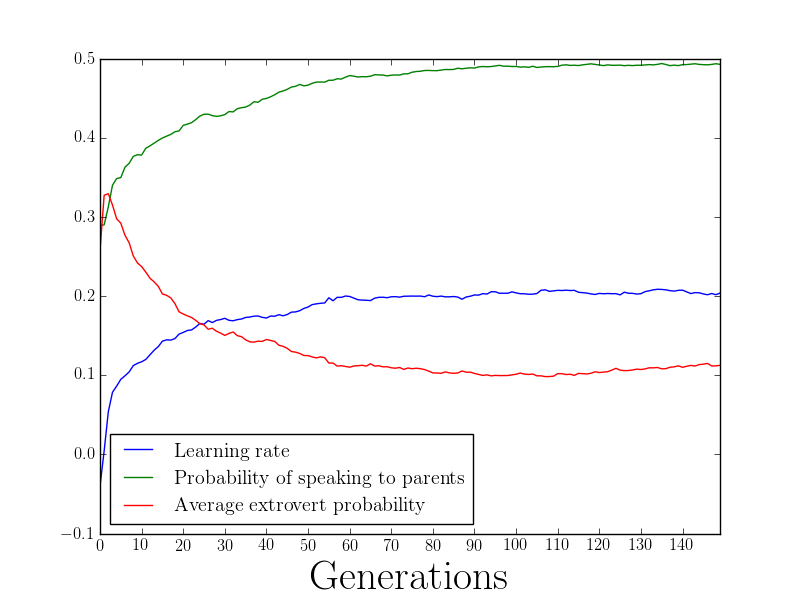 0.5
0.4
0.3
0.2
0.1
0.0
−0.1
Learning rate
Probability of speaking to parents
Average extrovert probability
0 10 20 30 40 50 60 70 80 90 100 110 120 130 140
Generations